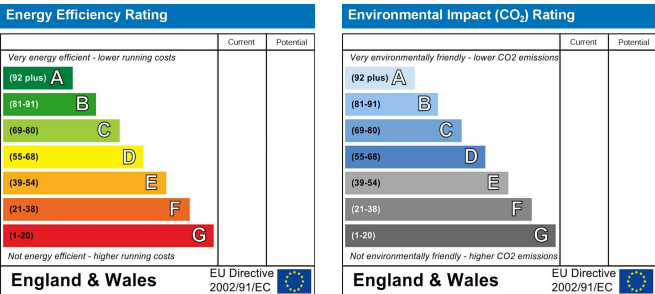 Energy Efficiency Rating
Current Potential
Very energy efficient - lower running costs
(92 plus) A
(81-91) B
(69-80) C
(55-68) D
(39-54) E
(21-38) F
(1-20) G
Not energy efficient - higher running costs
England & Wales
EU Directive
2002/91/EC
Environmental Impact (CO₂) Rating
Current Potential
Very environmentally friendly - lower CO2 emissions
(92 plus) A
(81-91) B
(69-80) C
(55-68) D
(39-54) E
(21-38) F
(1-20) G
Not environmentally friendly - higher CO2 emissions
England & Wales
EU Directive
2002/91/EC